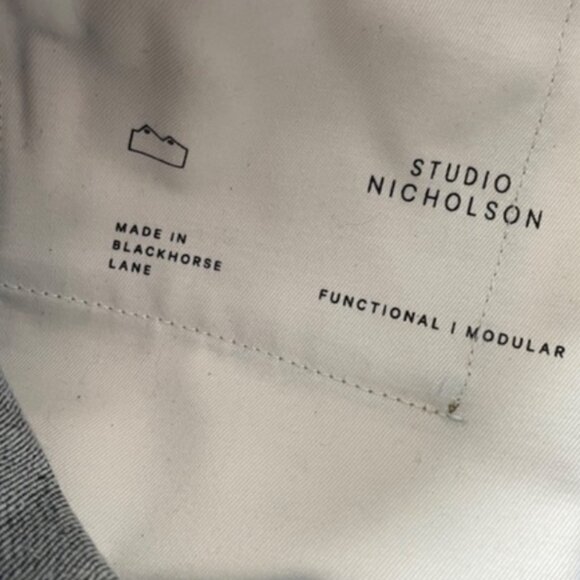 STUDIO
NICHOLSON
MADE IN
BLACKHORSE
LANE
FUNCTIONAL | MODULAR